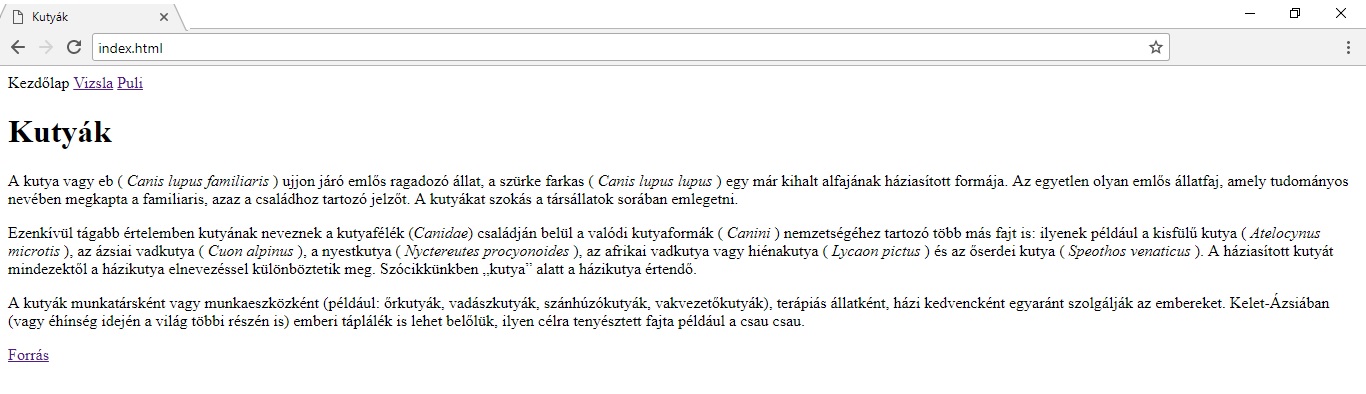 Kutyák
index.html
Kezdőlap Vizsla Puli
Kutyák
A kutya vagy eb ( Canis lupus familiaris ) ujjon járó emlős ragadozó állat, a szürke farkas ( Canis lupus lupus ) egy már kihalt alfajának háziasított formája. Az egyetlen olyan emlős állatfaj, amely tudományos
nevében megkapta a familiaris, azaz a családhoz tartozó jelzőt. A kutyákat szokás a társállatok sorában emlegetni.
Ezenkívül tágabb értelemben kutyának neveznek a kutyafélék (Canidae) családján belül a valódi kutyaformák ( Canini ) nemzetségéhez tartozó több más fajt is: ilyenek például a kisfülű kutya ( Atelocynus
microtis ), az ázsiai vadkutya ( Cuon alpinus ), a nyestkutya ( Nyctereutes procyonoides ), az afrikai vadkutya vagy hiénakutya ( Lycaon pictus ) és az őserdei kutya ( Speothos venaticus ). A háziasított kutyát
mindezektől a házikutya elnevezéssel különböztetik meg. Szócikkünkben „kutya” alatt a házikutya értendő.
A kutyák munkatársként vagy munkaeszközként (például: őrkutyák, vadászkutyák, szánhúzókutyák, vakvezetőkutyák), terápiás állatként, házi kedvencként egyaránt szolgálják az embereket. Kelet-Ázsiában
(vagy éhínség idején a világ többi részén is) emberi táplálék is lehet belőlük, ilyen célra tenyésztett fajta például a csau csau.
Forrás